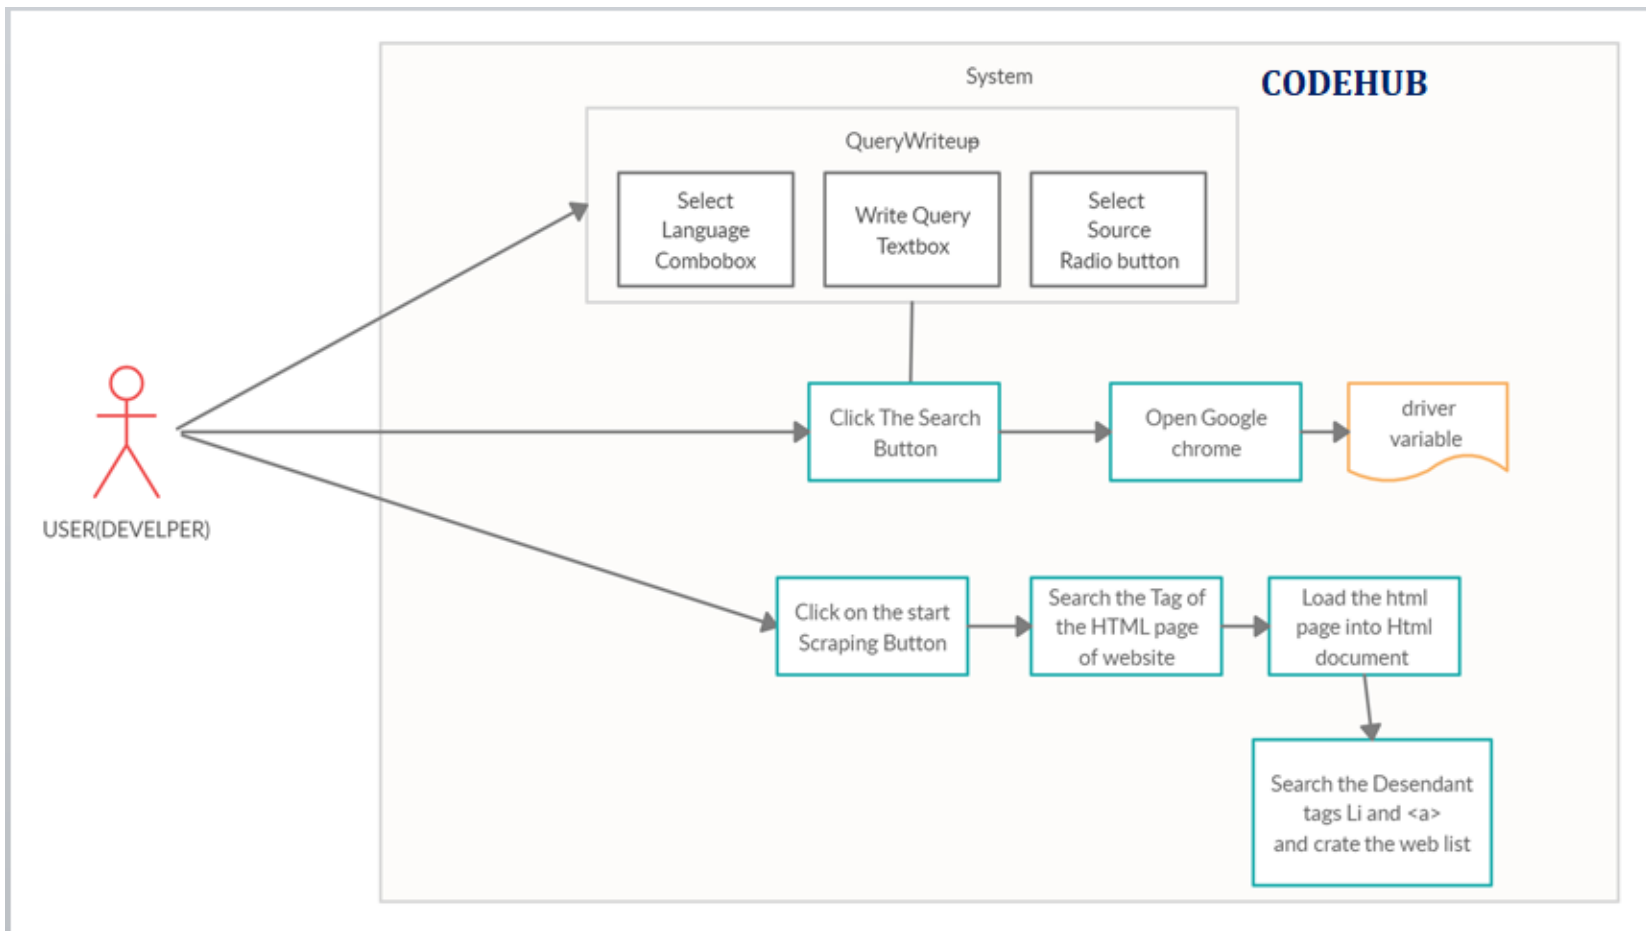 System
CODEHUB
QueryWriteup
Select
Language
Combobox
Write Query
Textbox
Select
Source
Radio button
Click The Search
Button
Open Google
chrome
driver
variable
USER(DEVELPER)
Click on the start
Scraping Button
Search the Tag of
the HTML page
of website
Load the html
page into Html
document
Search the Desendant
tags Li and <a>
and crate the web list